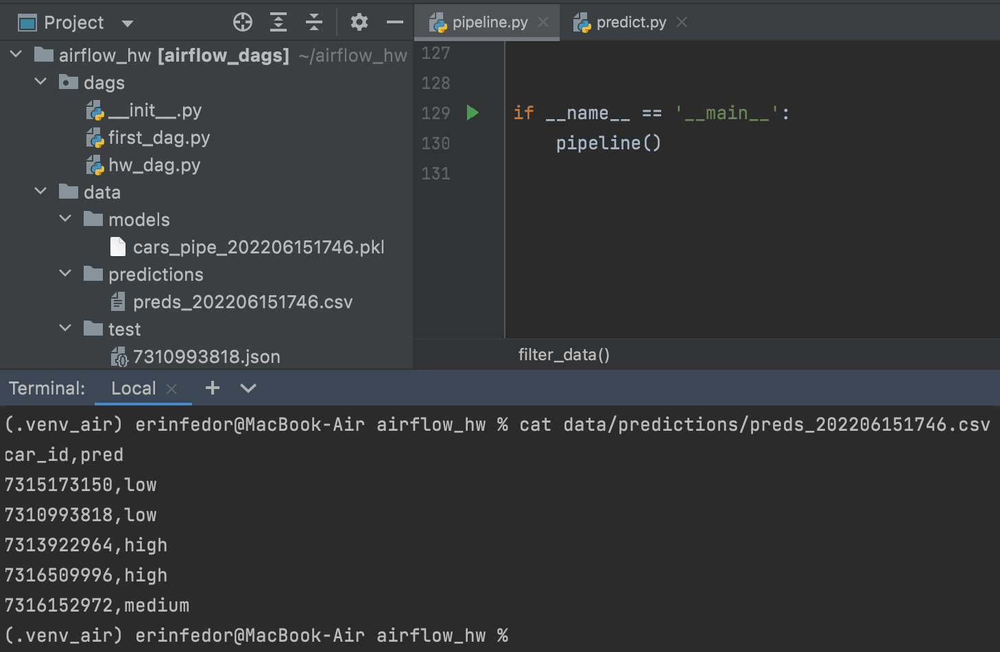 Project
airflow_hw [airflow_dags] ~/airflow_hw
dags
__init__.py
first_dag.py
hw_dag.py
data
models
cars_pipe_202206151746.pkl
predictions
preds_202206151746.csv
test
7310993818.json
pipeline.py predict.py
127
128
129 if __name__ == '__main__':
130 pipeline()
131
filter_data()
Terminal: Local
(.venv_air) erinfedor@MacBook-Air airflow_hw % cat data/predictions/preds_202206151746.csv
car_id,pred
7315173150,low
7310993818,low
7313922964,high
7316509996,high
7316152972,medium
(.venv_air) erinfedor@MacBook-Air airflow_hw %